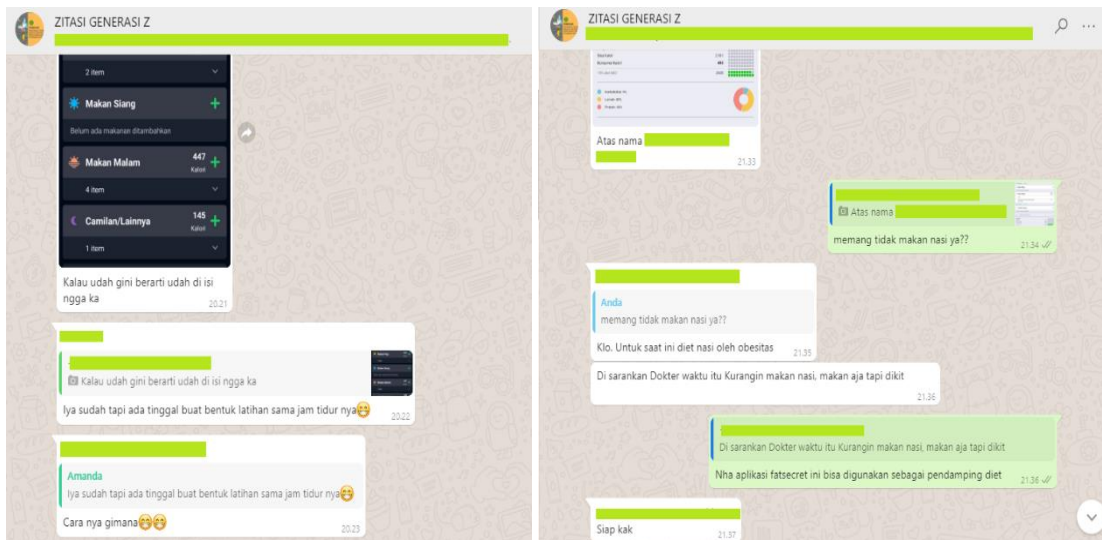 ZITASI GENERASI Z
2 item
Makan Siang
Belum ada makanan ditambahkan
Makan Malam
447
Kalori
4 item
Camilan/Lainnya
145
Kalori
1 item
Kalau udah gini berarti udah di isi
ngga ka
20.21
Kalau udah gini berarti udah di isi ngga ka
Iya sudah tapi ada tinggal buat bentuk latihan sama jam tidur nya😁
20.22
Amanda
Iya sudah tapi ada tinggal buat bentuk latihan sama jam tidur nya😁
Cara nya gimana😁😁
20.23
ZITASI GENERASI Z
Atas nama
21.33
Atas nama
memang tidak makan nasi ya??
21.34
Anda
memang tidak makan nasi ya??
Klo. Untuk saat ini diet nasi oleh obesitas
21.35
Di sarankan Dokter waktu itu Kurangin makan nasi, makan aja tapi dikit
21.36
Di sarankan Dokter waktu itu Kurangin makan nasi, makan aja tapi dikit
Nha aplikasi fatsecret ini bisa digunakan sebagai pendamping diet
21.36
Siap kak
21.37